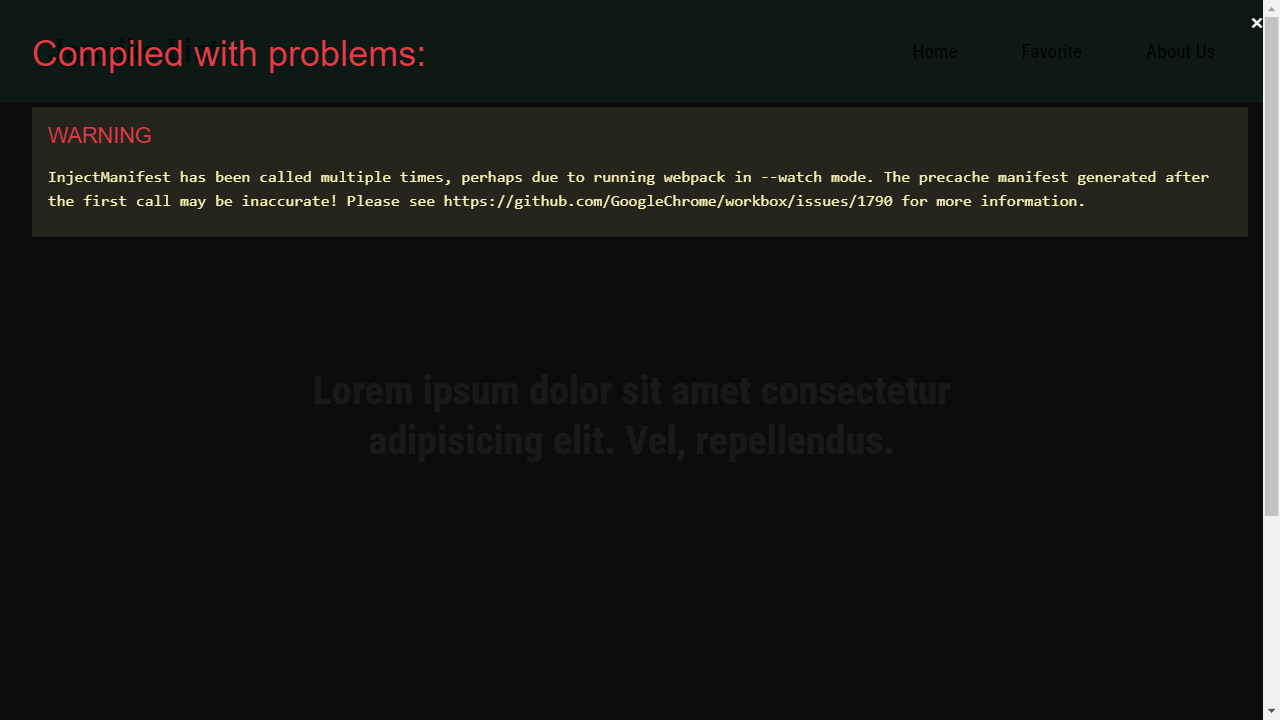 Compiled with problems:
Home Favorite About Us
WARNING
InjectManifest has been called multiple times, perhaps due to running webpack in --watch mode. The precache manifest generated after
the first call may be inaccurate! Please see https://github.com/GoogleChrome/workbox/issues/1790 for more information.
Lorem ipsum dolor sit amet consectetur
adipisicing elit. Vel, repellendus.